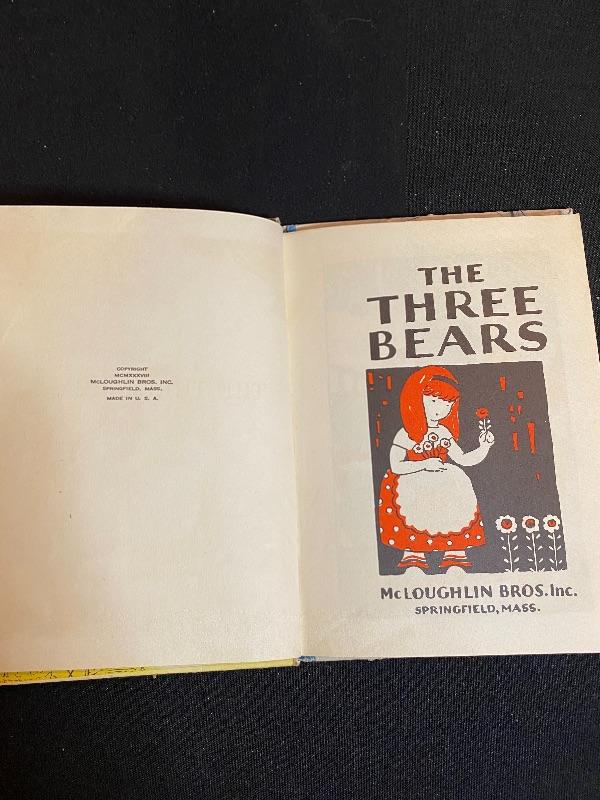 COPYRIGHT
MCMXXXVIII
McLOUGHLIN BROS. INC.
SPRINGFIELD, MASS.
MADE IN U. S. A.
THE
THREE
BEARS
McLOUGHLIN BROS. Inc.
SPRINGFIELD, MASS.